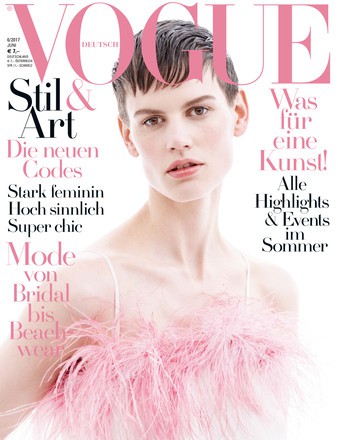 VOGUE
DEUTSCH
6/2017
JUNI
€ 7,–
DEUTSCHLAND
Stil &
Art
Die neuen
Codes
Stark feminin
Hoch sinnlich
Super chic
Mode
von
Bridal
bis
Beach-
wear
Was
für
eine
Kunst!
Alle
Highlights
& Events
im
Sommer